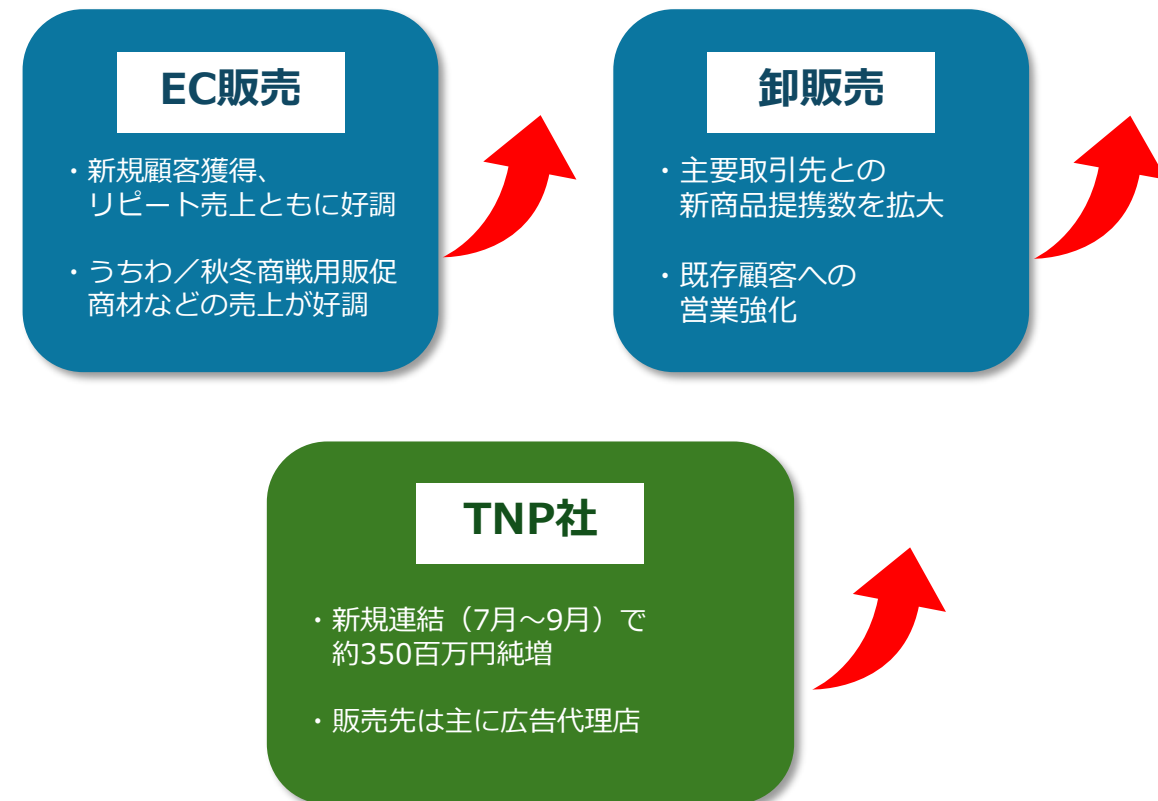 EC販売
・新規顧客獲得、
リピート売上ともに好調
・うちわ／秋冬商戦用販促
商材などの売上が好調
卸販売
・主要取引先との
新商品提携数を拡大
・既存顧客への
営業強化
TNP社
・新規連結（7月～9月）で
約350百万円純増
・販売先は主に広告代理店